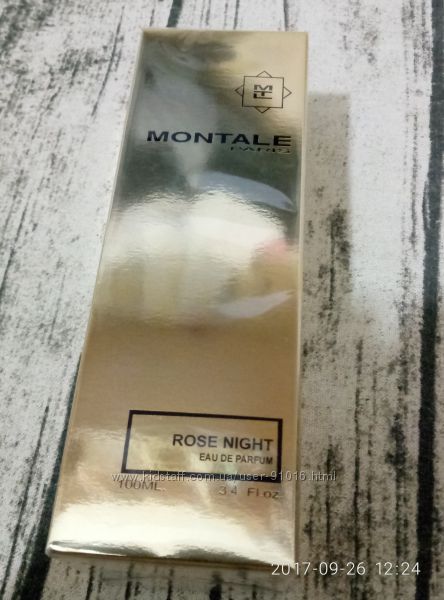 MONTALE
PARIS
ROSE NIGHT
EAU DE PARFUM
www.kidstaff.com.ua/user-91016.html
100ML. 3.4 Fl oz
2017-09-26 12:24